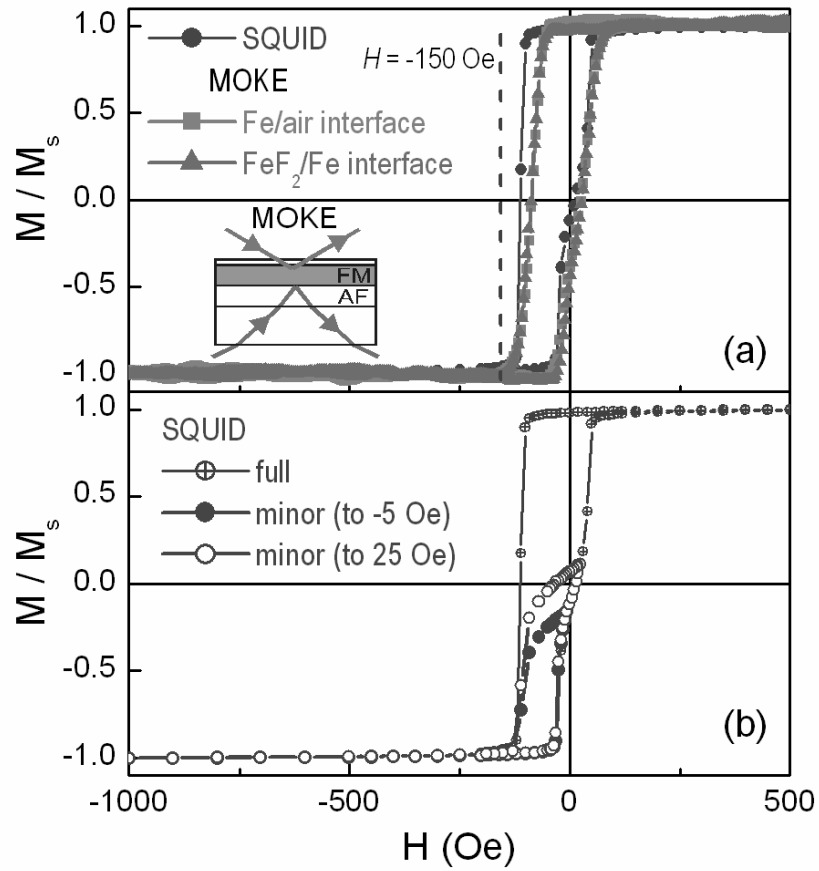 1.0
0.5
0.0
-0.5
-1.0
M / Mₛ
SQUID
MOKE
Fe/air interface
FeF₂/Fe interface
H = -150 Oe
MOKE
FM
AF
(a)
1.0
0.5
0.0
-0.5
-1.0
M / Mₛ
SQUID
full
minor (to -5 Oe)
minor (to 25 Oe)
(b)
-1000 -500 0 500
H (Oe)